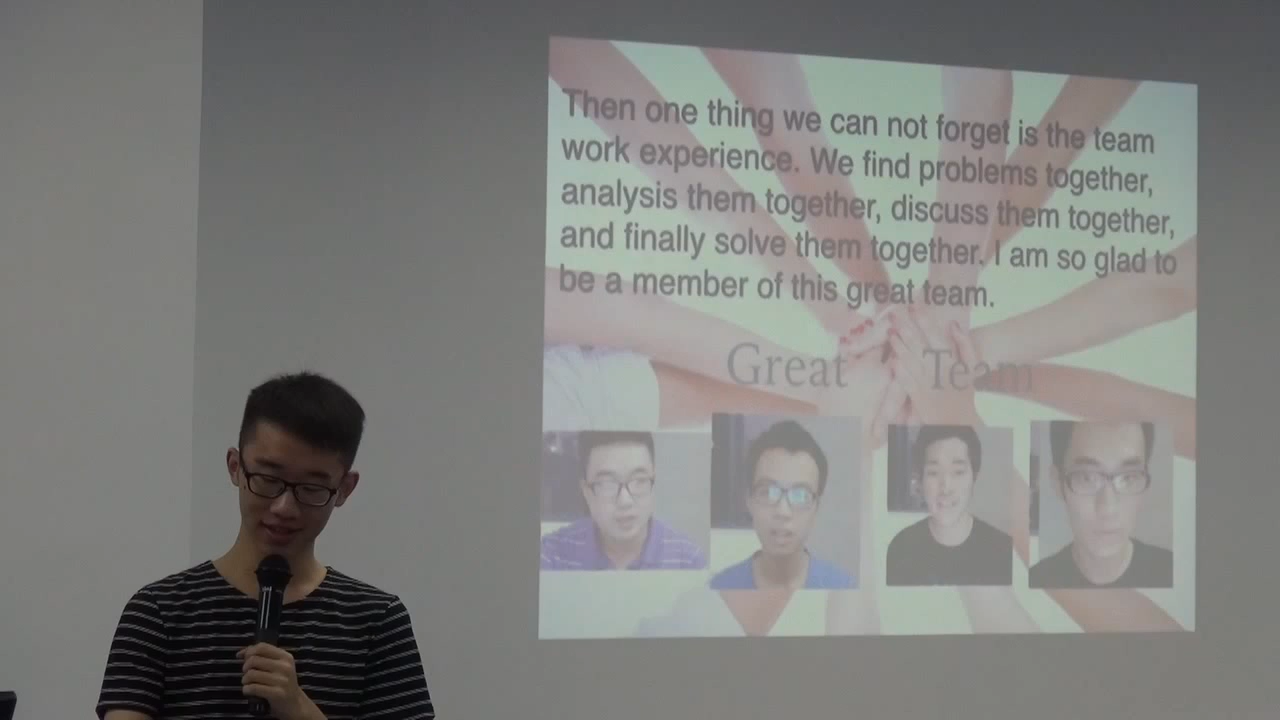 Then one thing we can not forget is the team
work experience. We find problems together,
analysis them together, discuss them together,
and finally solve them together. I am so glad to
be a member of this great team.
Great Team